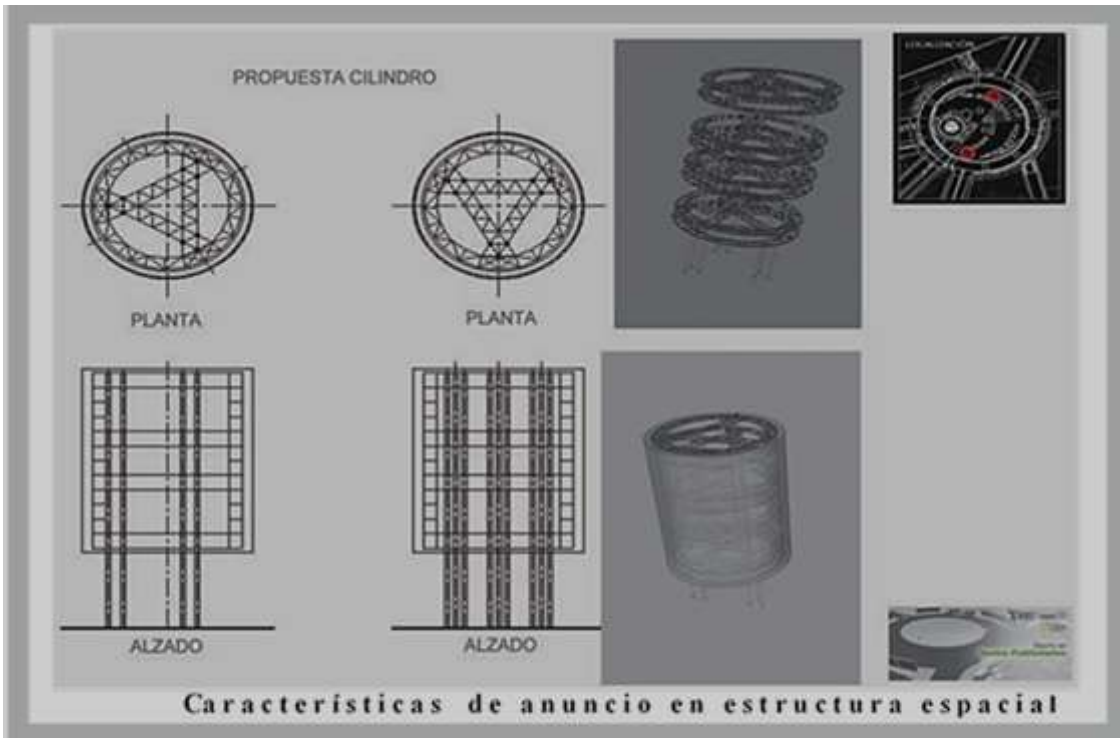 PROPUESTA CILINDRO
LOCALIZACIÓN
PLANTA
PLANTA
ALZADO
ALZADO
Características de anuncio en estructura espacial